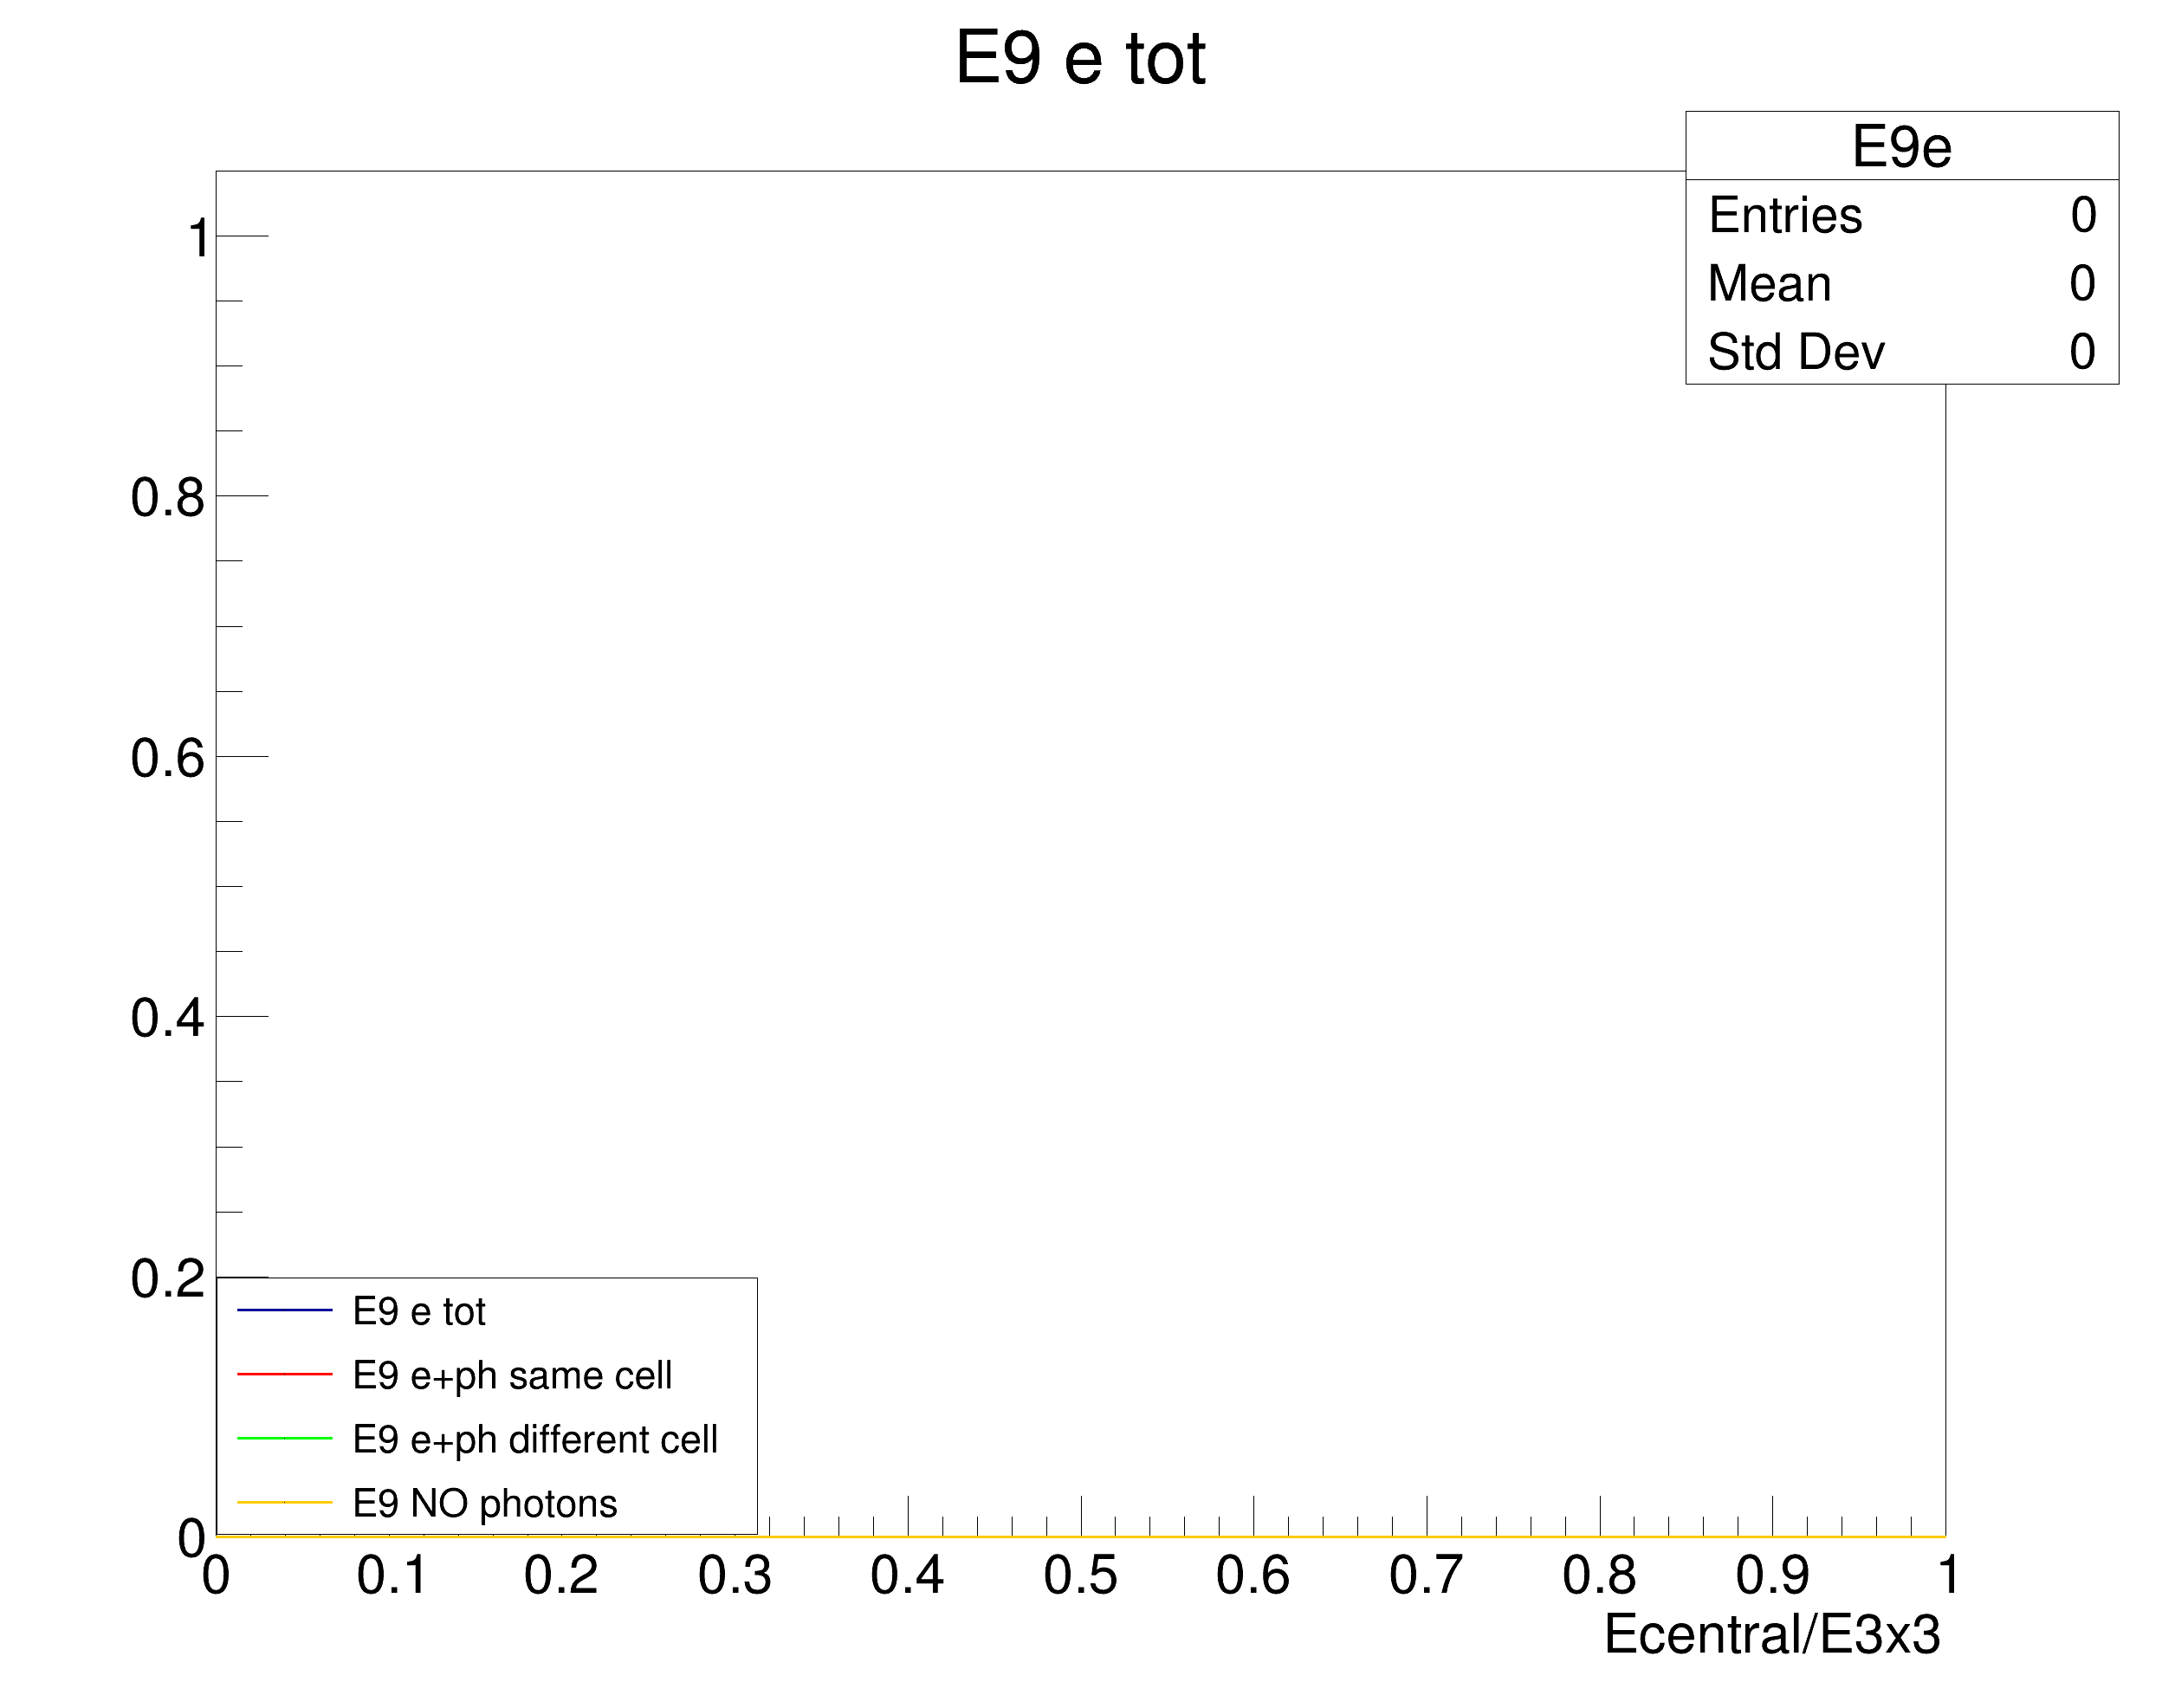 E9 e tot
E9e
Entries 0
Mean 0
Std Dev 0
1
0.8
0.6
0.4
0.2
0
E9 e tot
E9 e+ph same cell
E9 e+ph different cell
E9 NO photons
0 0.1 0.2 0.3 0.4 0.5 0.6 0.7 0.8 0.9 1
Ecentral/E3x3